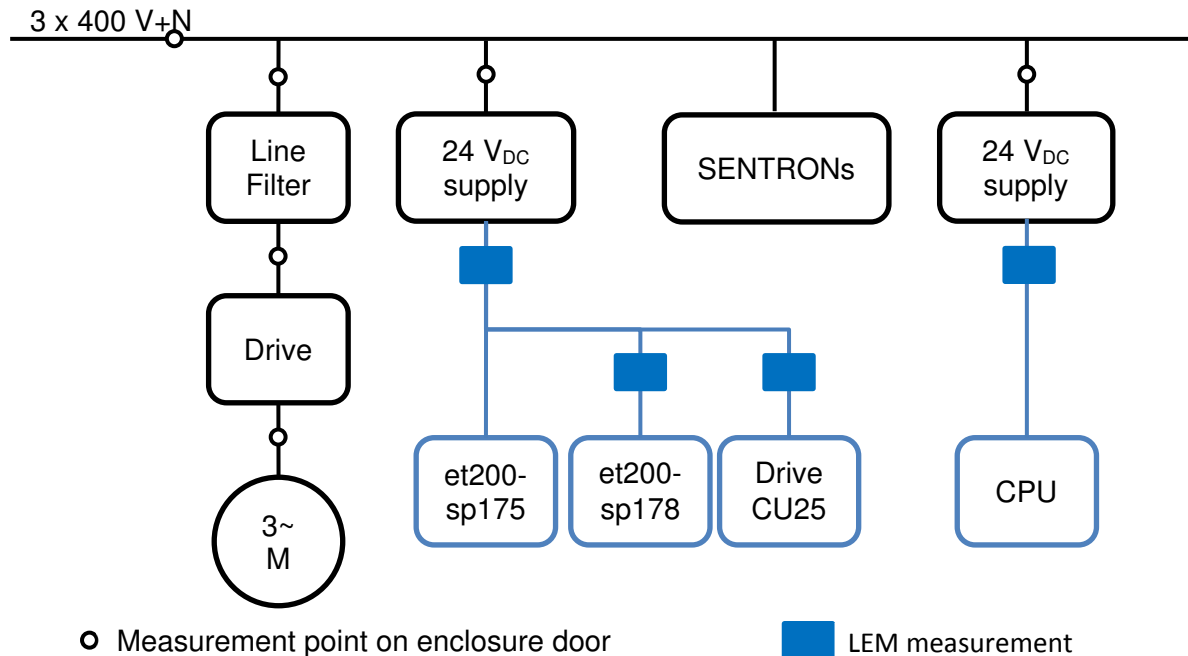 3 x 400 V+N
Line
Filter
24 VDC
supply
SENTRONs
24 VDC
supply
Drive
et200-
sp175
et200-
sp178
Drive
CU25
CPU
3~
M
Measurement point on enclosure door
LEM measurement